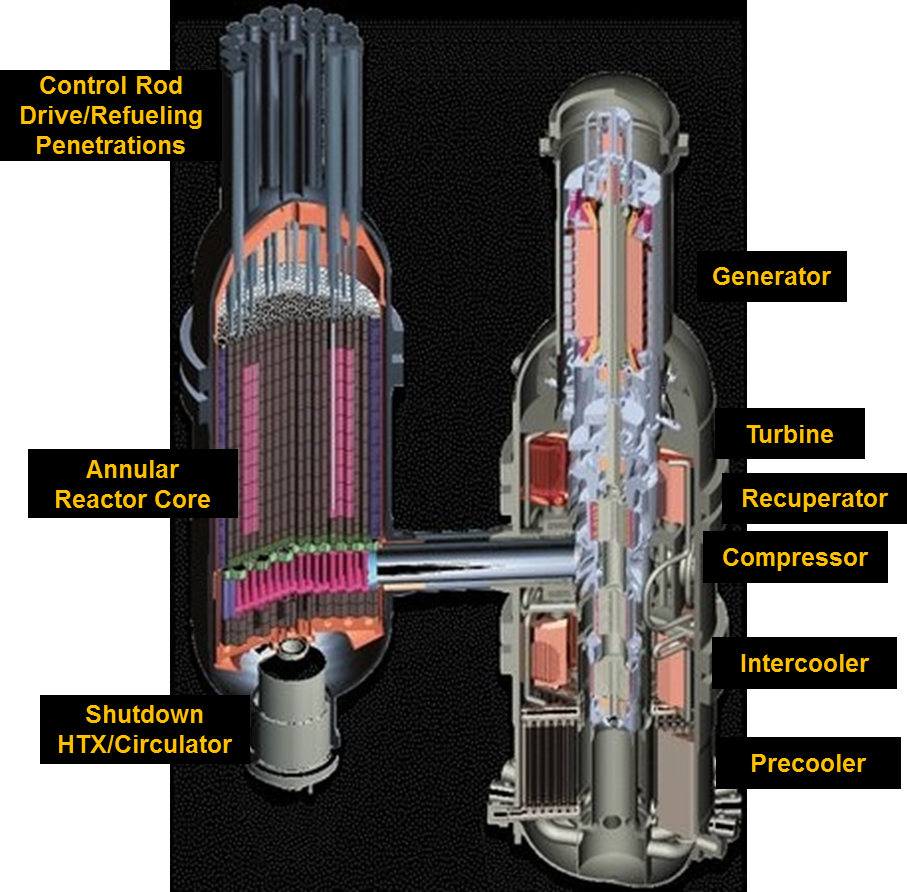 Control Rod
Drive/Refueling
Penetrations
Generator
Turbine
Annular
Reactor Core
Recuperator
Compressor
Intercooler
Shutdown
HTX/Circulator
Precooler